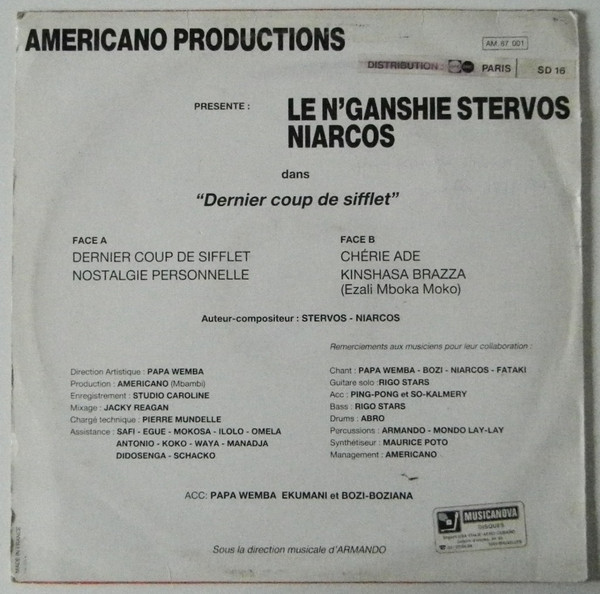 AMERICANO PRODUCTIONS
AM 67 001
DISTRIBUTION : PARIS SD 16
PRESENTE :
LE N'GANSHIE STERVOS
NIARCOS
dans
“Dernier coup de sifflet”
FACE A
DERNIER COUP DE SIFFLET
NOSTALGIE PERSONNELLE
FACE B
CHÉRIE ADE
KINSHASA BRAZZA
(Ezali Mboka Moko)
Auteur-compositeur : STERVOS - NIARCOS
Direction Artistique : PAPA WEMBA
Production : AMERICANO (Mbambi)
Enregistrement : STUDIO CAROLINE
Mixage : JACKY REAGAN
Chargé technique : PIERRE MUNDELLE
Assistance : SAFI - EGUE - MOKOSA - ILOLO - OMELA
ANTONIO - KOKO - WAYA - MANADJA
DIDOSENGA - SCHACKO
Remerciements aux musiciens pour leur collaboration :
Chant : PAPA WEMBA - BOZI - NIARCOS - FATAKI
Guitare solo :RIGO STARS
Acc : PING-PONG et SO-KALMERY
Bass : RIGO STARS
Drums : ABRO
Percussions : ARMANDO - MONDO LAY-LAY
Synthétiseur : MAURICE POTO
Management : AMERICANO
ACC: PAPA WEMBA EKUMANI et BOZI-BOZIANA
MUSICANOVA
DISQUES
Sous la direction musicale d'ARMANDO
MADE IN FRANCE